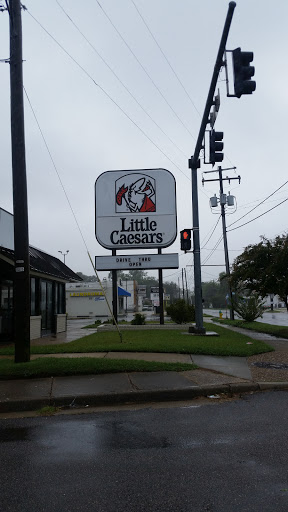 Little
Caesars
DRIVE THRU
OPEN